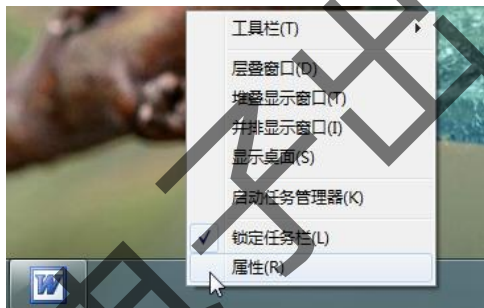 工具栏(T)
层叠窗口(D)
堆叠显示窗口(T)
并排显示窗口(I)
显示桌面(S)
启动任务管理器(K)
锁定任务栏(L)
属性(R)
W